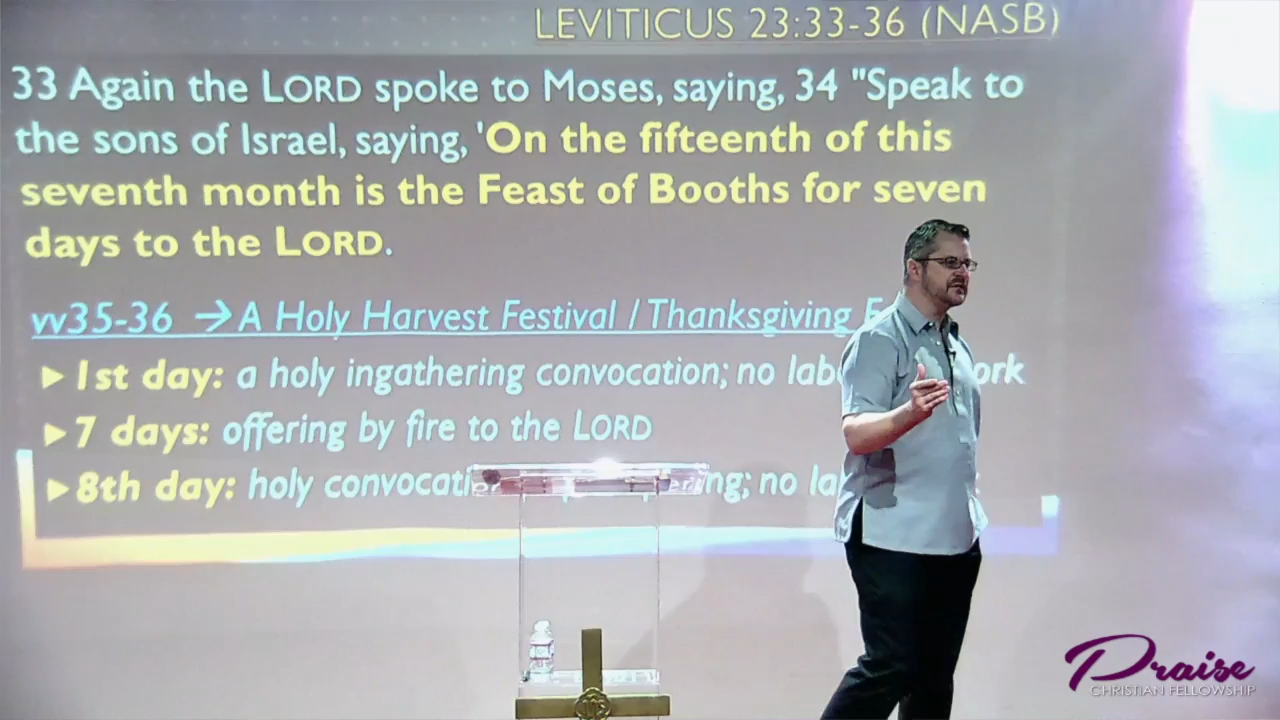 LEVITICUS 23:33-36 (NASB)
33 Again the LORD spoke to Moses, saying, 34 "Speak to
the sons of Israel, saying, 'On the fifteenth of this
seventh month is the Feast of Booths for seven
days to the LORD.
vv35-36 → A Holy Harvest Festival / Thanksgiving
► 1st day: a holy ingathering convocation; no
► 7 days: offering by fire to the LORD
► 8th day: holy no
Praise
CHRISTIAN FELLOWSHIP